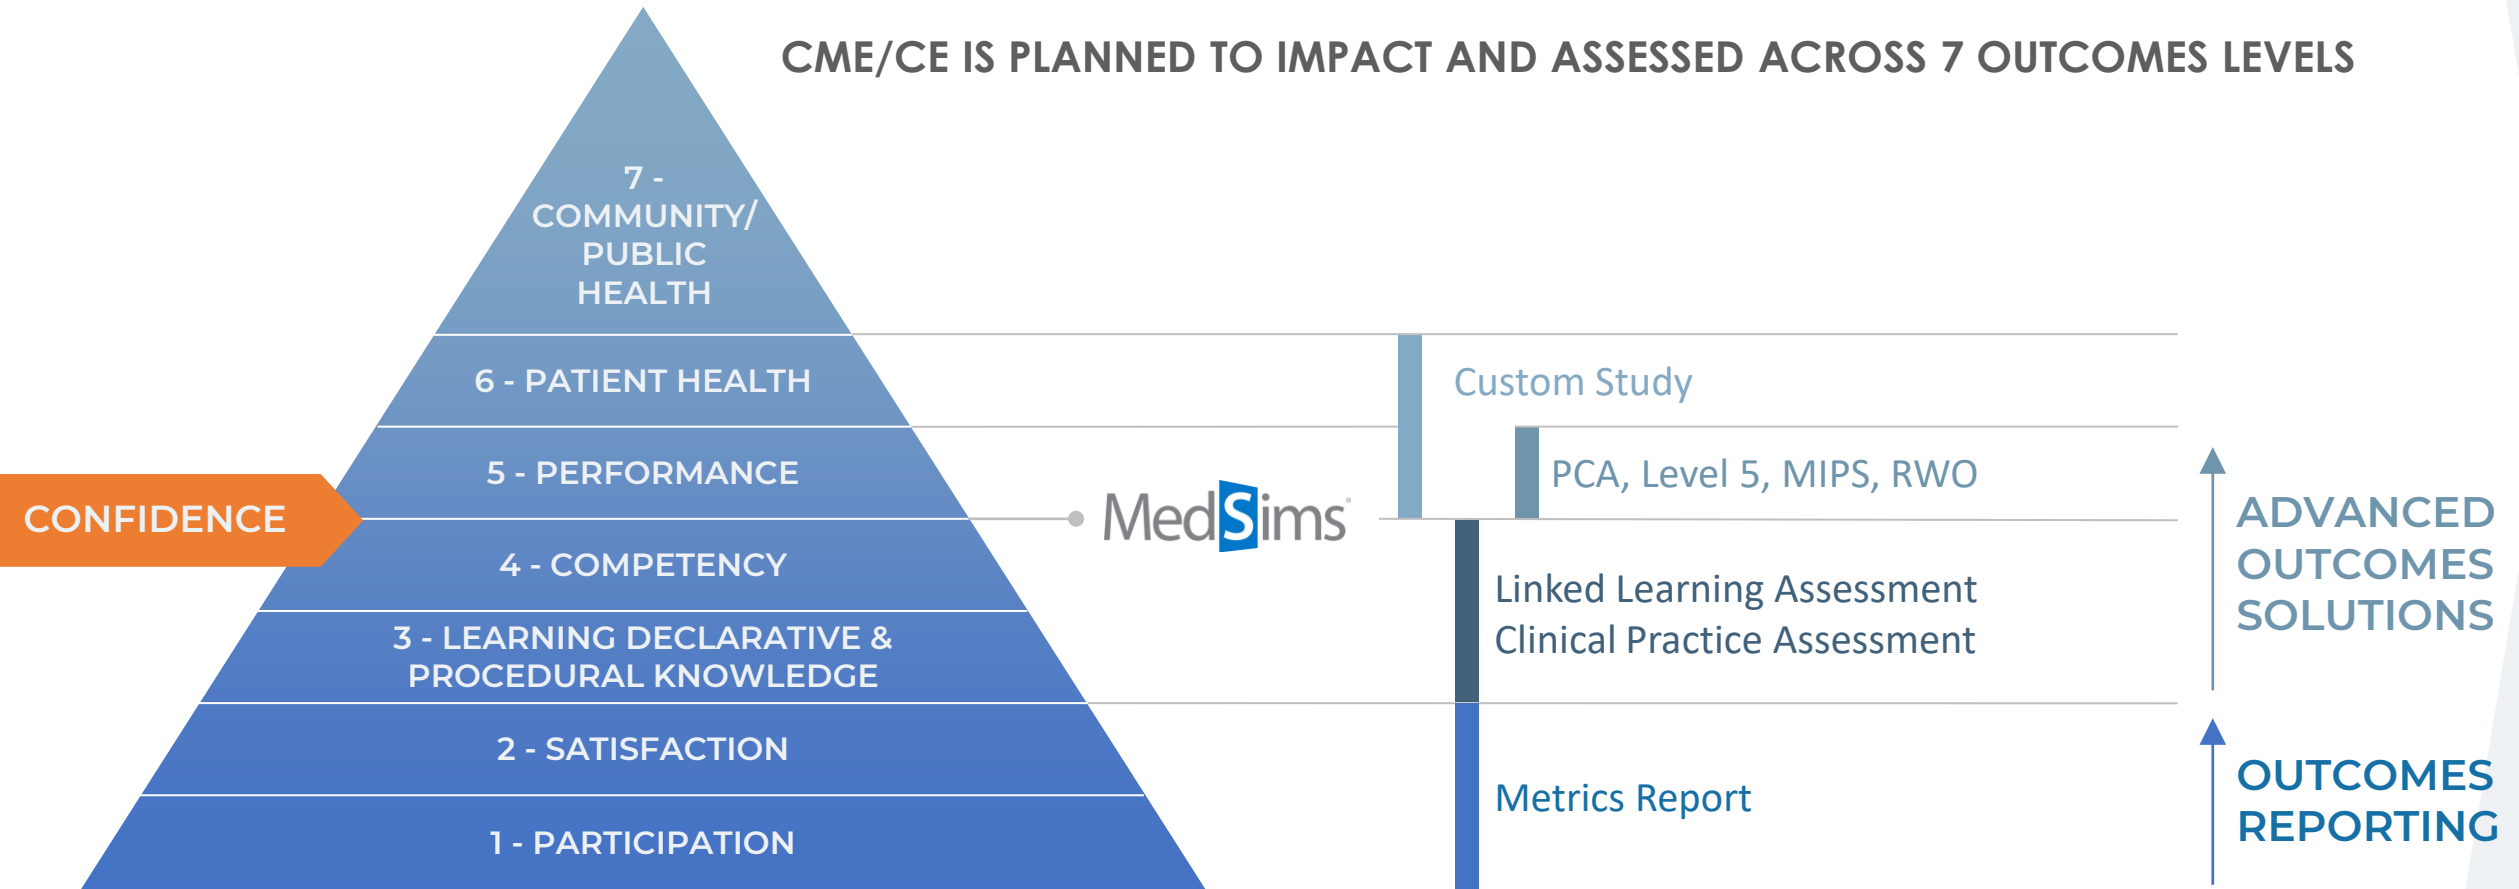 CME/CE IS PLANNED TO IMPACT AND ASSESSED ACROSS 7 OUTCOMES LEVELS
7 -
COMMUNITY/
PUBLIC
HEALTH
6 - PATIENT HEALTH
5 - PERFORMANCE
CONFIDENCE
4 - COMPETENCY
3 - LEARNING DECLARATIVE &
PROCEDURAL KNOWLEDGE
2 - SATISFACTION
1 - PARTICIPATION
MedSims
Custom Study
PCA, Level 5, MIPS, RWO
Linked Learning Assessment
Clinical Practice Assessment
Metrics Report
ADVANCED
OUTCOMES
SOLUTIONS
OUTCOMES
REPORTING